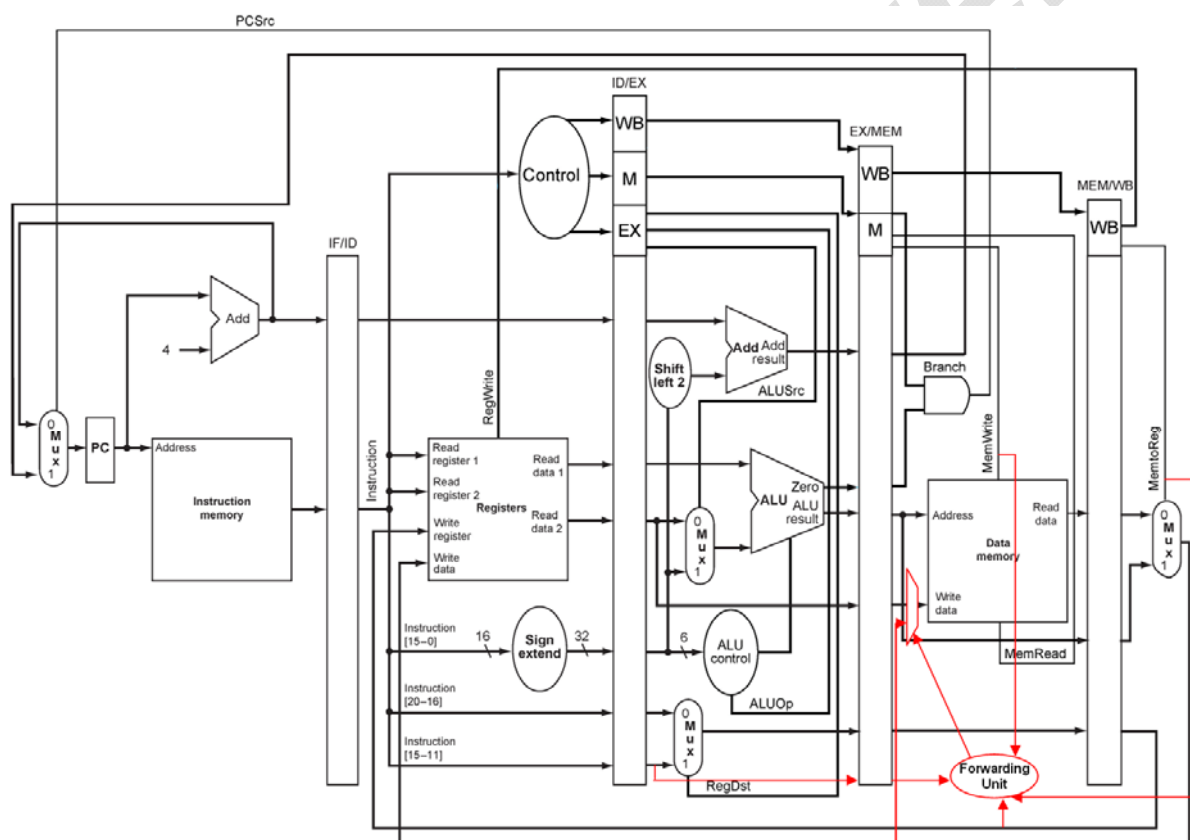 PCSrc
ID/EX
WB
EX/MEM
Control
M
WB
MEM/WB
EX
M
WB
IF/ID
Add
4
Add Add
result
Shift
left 2
ALUSrc
Branch
RegWrite
MemWrite
MemtoReg
0
M
u
x
1
PC
Address
Instruction
memory
Instruction
Read
register 1
Read
register 2
Write
register
Write
data
Registers
Read
data 1
Read
data 2
0
M
u
x
1
ALU
Zero
ALU
result
Address
Read
data
Data
memory
Write
data
0
M
u
x
1
MemRead
Instruction
[15–0]
16
Sign
extend
32
6
ALU
control
ALUOp
Instruction
[20–16]
Instruction
[15–11]
0
M
u
x
1
RegDst
Forwarding
Unit